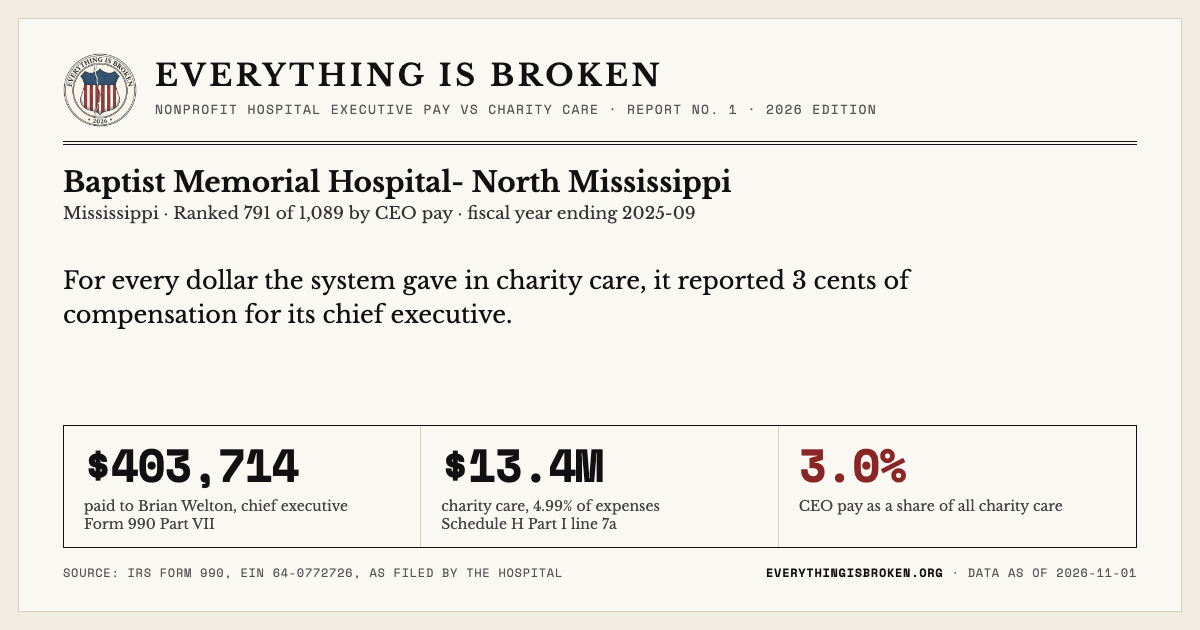 EVERYTHING IS BROKEN
· 2026 ·
EVERYTHING IS BROKEN
NONPROFIT HOSPITAL EXECUTIVE PAY VS CHARITY CARE · REPORT NO. 1 · 2026 EDITION
Baptist Memorial Hospital- North Mississippi
Mississippi · Ranked 791 of 1,089 by CEO pay · fiscal year ending 2025-09
For every dollar the system gave in charity care, it reported 3 cents of
compensation for its chief executive.
$403,714
paid to Brian Welton, chief executive
Form 990 Part VII
$13.4M
charity care, 4.99% of expenses
Schedule H Part I line 7a
3.0%
CEO pay as a share of all charity care
SOURCE: IRS FORM 990, EIN 64-0772726, AS FILED BY THE HOSPITAL
EVERYTHINGISBROKEN.ORG · DATA AS OF 2026-11-01